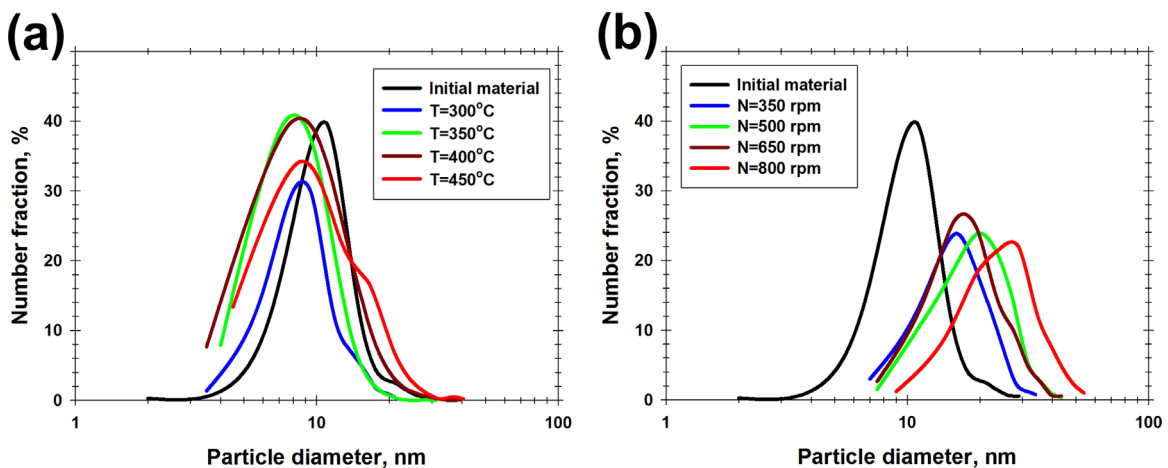 (a)
Number fraction, %
50
40
30
20
10
0
Initial material
T=300°C
T=350°C
T=400°C
T=450°C
1
10
100
Particle diameter, nm
(b)
Number fraction, %
50
40
30
20
10
0
Initial material
N=350 rpm
N=500 rpm
N=650 rpm
N=800 rpm
1
10
100
Particle diameter, nm